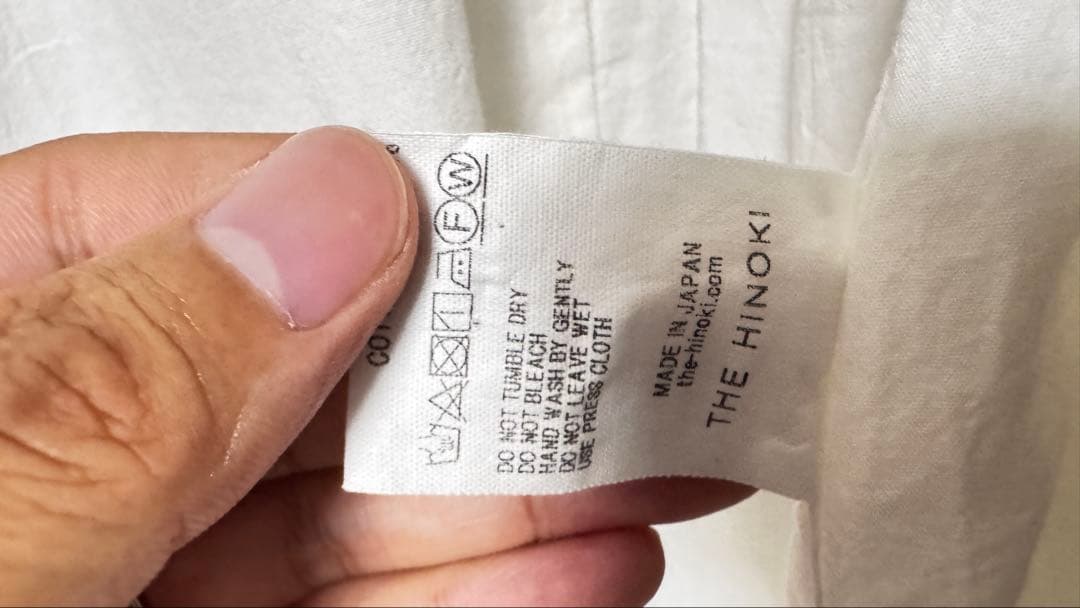 COT
F W
DO NOT TUMBLE DRY
DO NOT BLEACH
HAND WASH BY GENTLY
DO NOT LEAVE WET
USE PRESS CLOTH
MADE IN JAPAN
the-hinoki.com
THE HINOKI